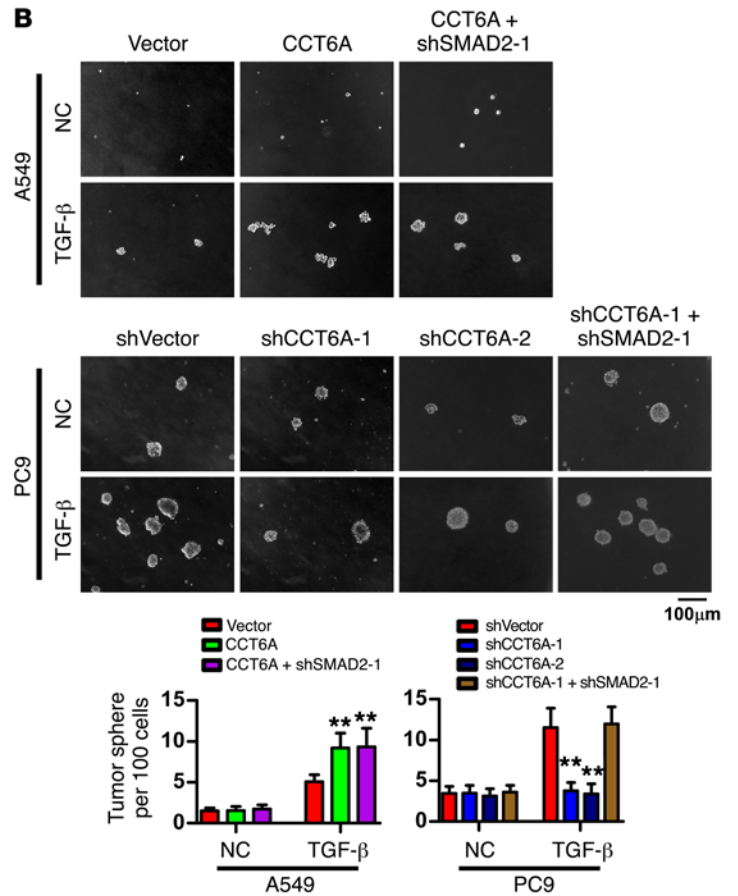 B
Vector
CCT6A
CCT6A +
shSMAD2-1
A549
NC
TGF-β
shVector
shCCT6A-1
shCCT6A-2
shCCT6A-1 +
shSMAD2-1
PC9
NC
TGF-β
100μm
Vector
CCT6A
CCT6A + shSMAD2-1
Tumor sphere
per 100 cells
15
10
5
0
** **
NC
TGF-β
A549
shVector
shCCT6A-1
shCCT6A-2
shCCT6A-1 + shSMAD2-1
15
10
5
0
**
**
NC
TGF-β
PC9